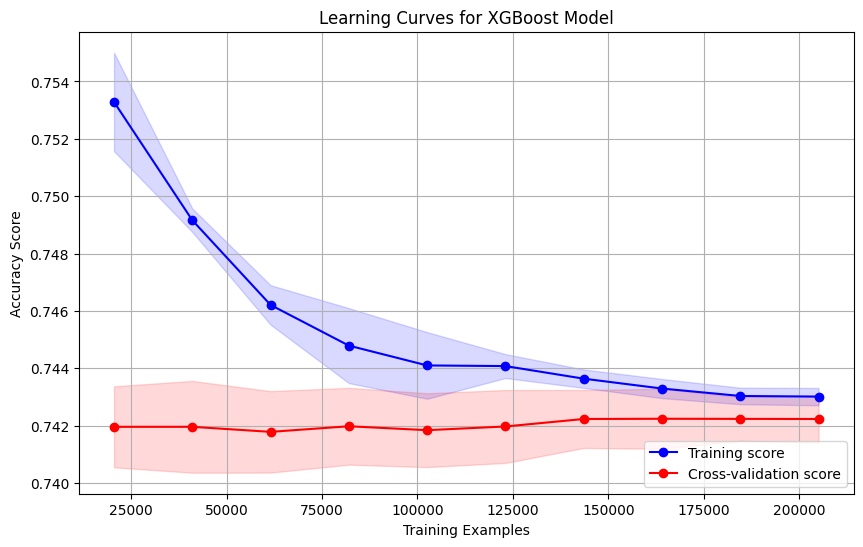 Learning Curves for XGBoost Model
Accuracy Score
0.754
0.752
0.750
0.748
0.746
0.744
0.742
0.740
25000 50000 75000 100000 125000 150000 175000 200000
Training Examples
Training score
Cross-validation score